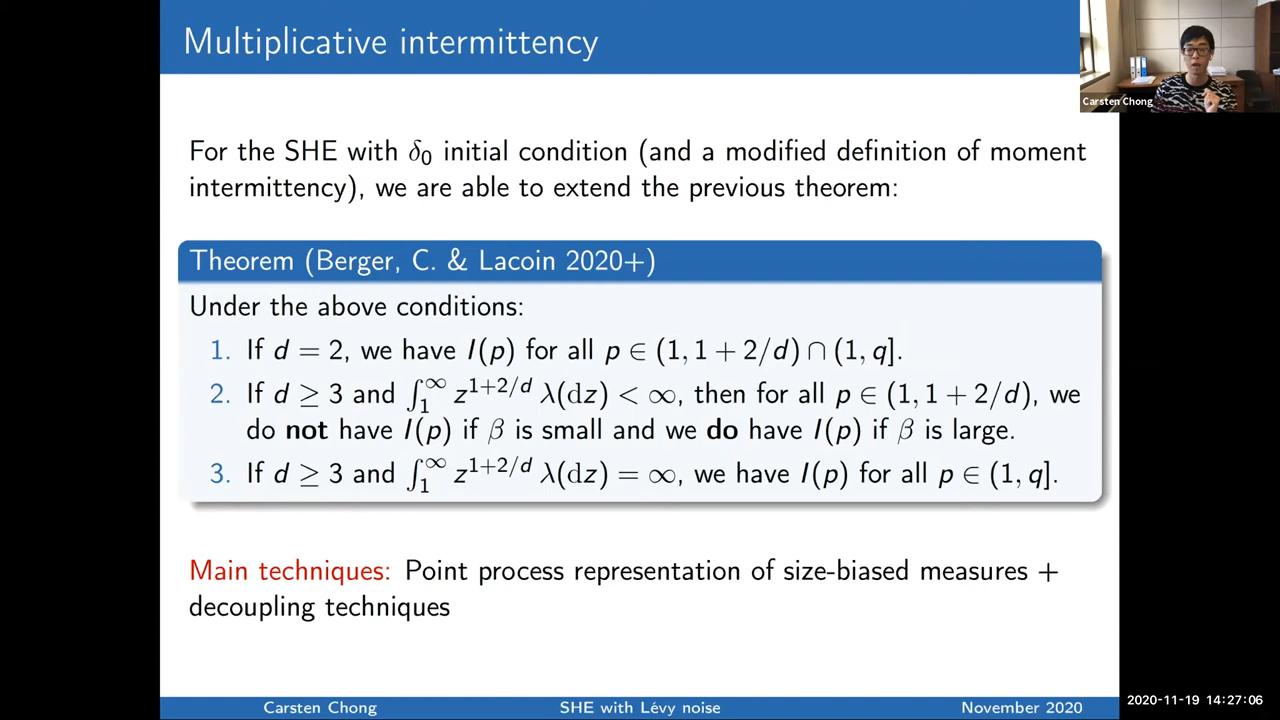 Multiplicative intermittency
Carsten Chong
For the SHE with δ₀ initial condition (and a modified definition of moment
intermittency), we are able to extend the previous theorem:
Theorem (Berger, C. & Lacoin 2020+)
Under the above conditions:
1. If d = 2, we have I(p) for all p ∈ (1, 1 + 2/d) ∩ (1, q].
2. If d ≥ 3 and ∫₁^∞ z^{1+2/d} λ(dz) < ∞, then for all p ∈ (1, 1 + 2/d), we
do not have I(p) if β is small and we do have I(p) if β is large.
3. If d ≥ 3 and ∫₁^∞ z^{1+2/d} λ(dz) = ∞, we have I(p) for all p ∈ (1, q].
Main techniques: Point process representation of size-biased measures +
decoupling techniques
Carsten Chong
SHE with Lévy noise
November 2020
2020-11-19 14:27:06